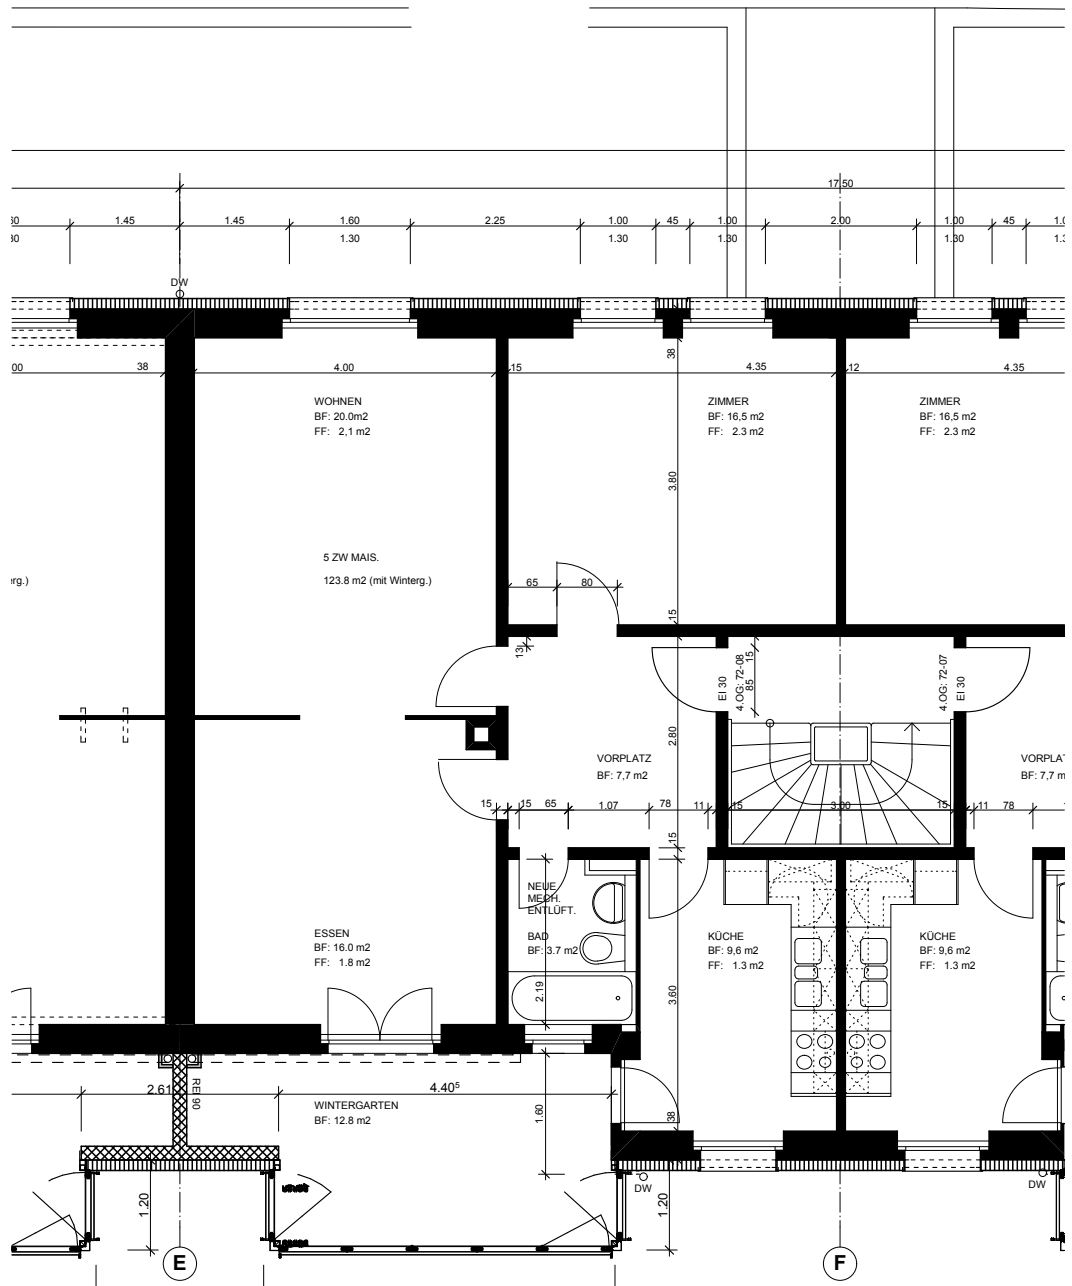 17.50
60
1.45
1.45
1.60
2.25
1.00
45
1.00
2.00
1.00
45
1.30
1.30
1.30
1.30
DW
00
38
4.00
15
38
4.35
12
4.35
WOHNEN
BF: 20.0m2
FF: 2,1 m2
ZIMMER
BF: 16,5 m2
FF: 2.3 m2
ZIMMER
BF: 16,5 m2
FF: 2.3 m2
3.80
5 ZW MAIS.
123.8 m2 (mit Winterg.)
rg.)
65
80
15
13
EI 30
4.OG: 72-08
15
85
4.OG: 72-07
EI 30
2.80
VORPLATZ
BF: 7,7 m2
VORPLAT
BF: 7,7 m
15
15
65
1.07
78
11
15
3.00
15
11
78
15
NEUE
MECH.
ENTLÜFT.
BAD
BF: 3.7 m2
ESSEN
BF: 16.0 m2
FF: 1.8 m2
KÜCHE
BF: 9,6 m2
FF: 1.3 m2
KÜCHE
BF: 9,6 m2
FF: 1.3 m2
2.19
3.60
2.61
REI 90
4.40⁵
WINTERGARTEN
BF: 12.8 m2
1.60
38
DW
DW
1.20
1.20
E
F